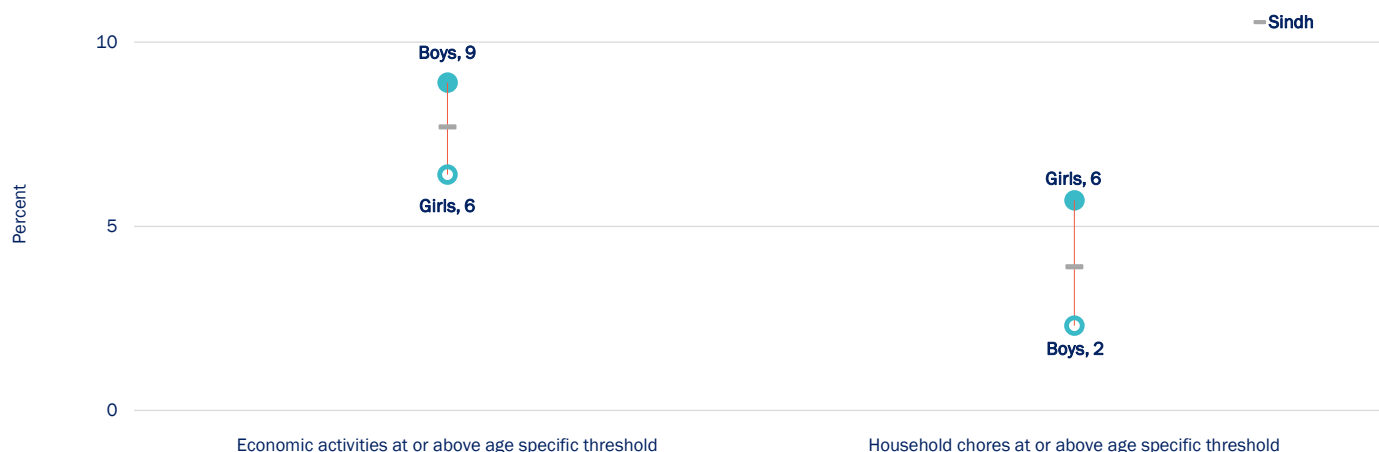 Sindh
10
Boys, 9
Girls, 6
Girls, 6
Percent
5
Boys, 2
0
Economic activities at or above age specific threshold
Household chores at or above age specific threshold